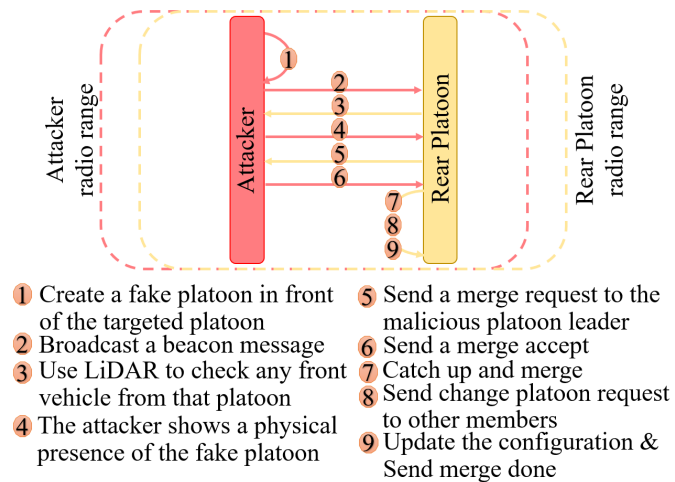 1
2
3
4
5
6
7
8
9
Attacker
radio range
Attacker
Rear Platoon
Rear Platoon
radio range
1 Create a fake platoon in front
of the targeted platoon
2 Broadcast a beacon message
3 Use LiDAR to check any front
vehicle from that platoon
4 The attacker shows a physical
presence of the fake platoon
5 Send a merge request to the
malicious platoon leader
6 Send a merge accept
7 Catch up and merge
8 Send change platoon request
to other members
9 Update the configuration &
Send merge done